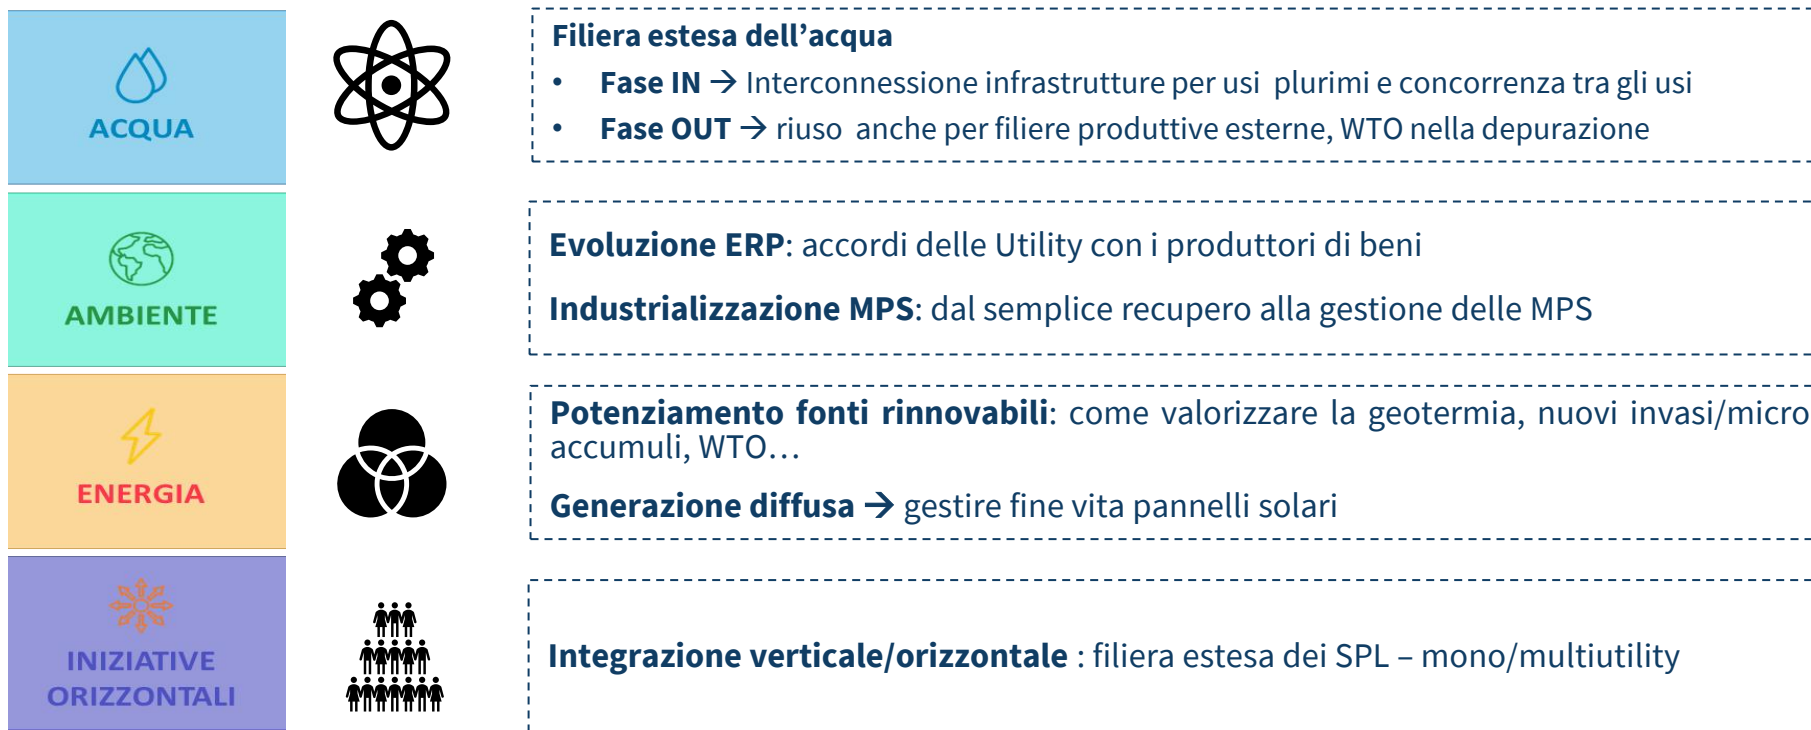 ACQUA
Filiera estesa dell’acqua
• Fase IN → Interconnessione infrastrutture per usi plurimi e concorrenza tra gli usi
• Fase OUT → riuso anche per filiere produttive esterne, WTO nella depurazione
AMBIENTE
Evoluzione ERP: accordi delle Utility con i produttori di beni
Industrializzazione MPS: dal semplice recupero alla gestione delle MPS
ENERGIA
Potenziamento fonti rinnovabili: come valorizzare la geotermia, nuovi invasi/micro
accumuli, WTO…
Generazione diffusa → gestire fine vita pannelli solari
INIZIATIVE
ORIZZONTALI
Integrazione verticale/orizzontale : filiera estesa dei SPL – mono/multiutility